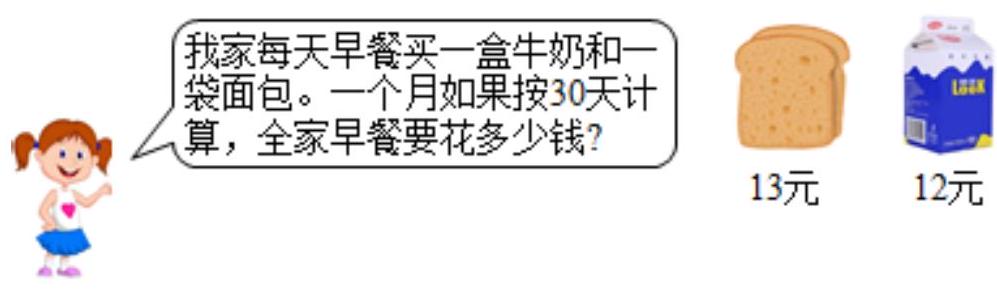 我家每天早餐买一盒牛奶和一
袋面包。一个月如果按30天计
算，全家早餐要花多少钱?
LOOK
13元
12元